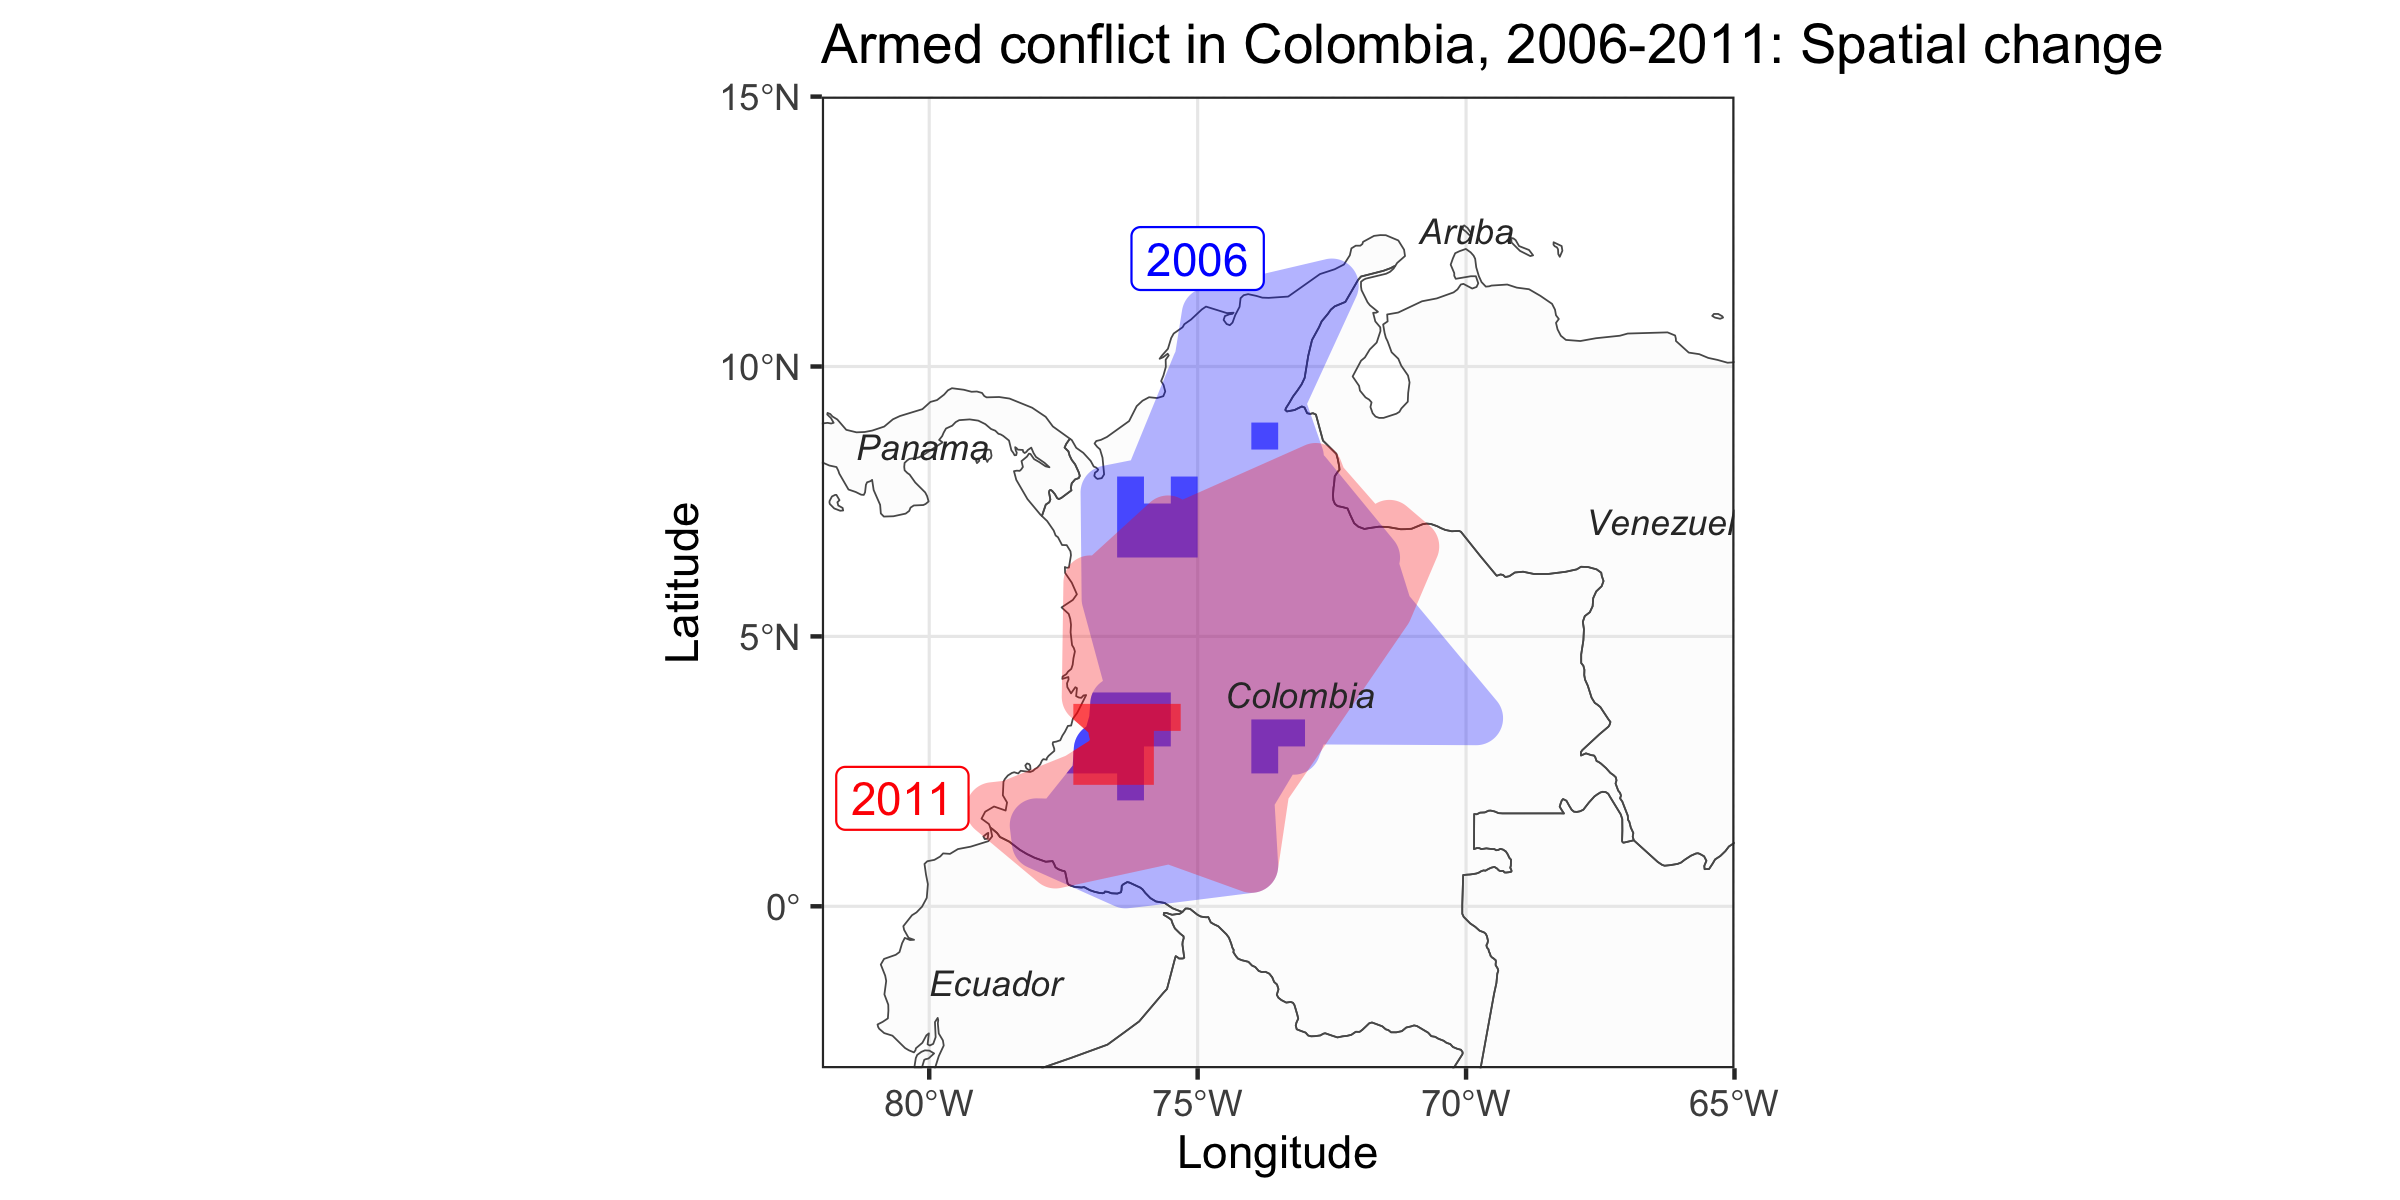 Armed conflict in Colombia, 2006-2011: Spatial change
15°N
10°N
5°N
0°
Latitude
2006
Aruba
Panama
Venezuel
Colombia
2011
Ecuador
80°W
75°W
70°W
65°W
Longitude